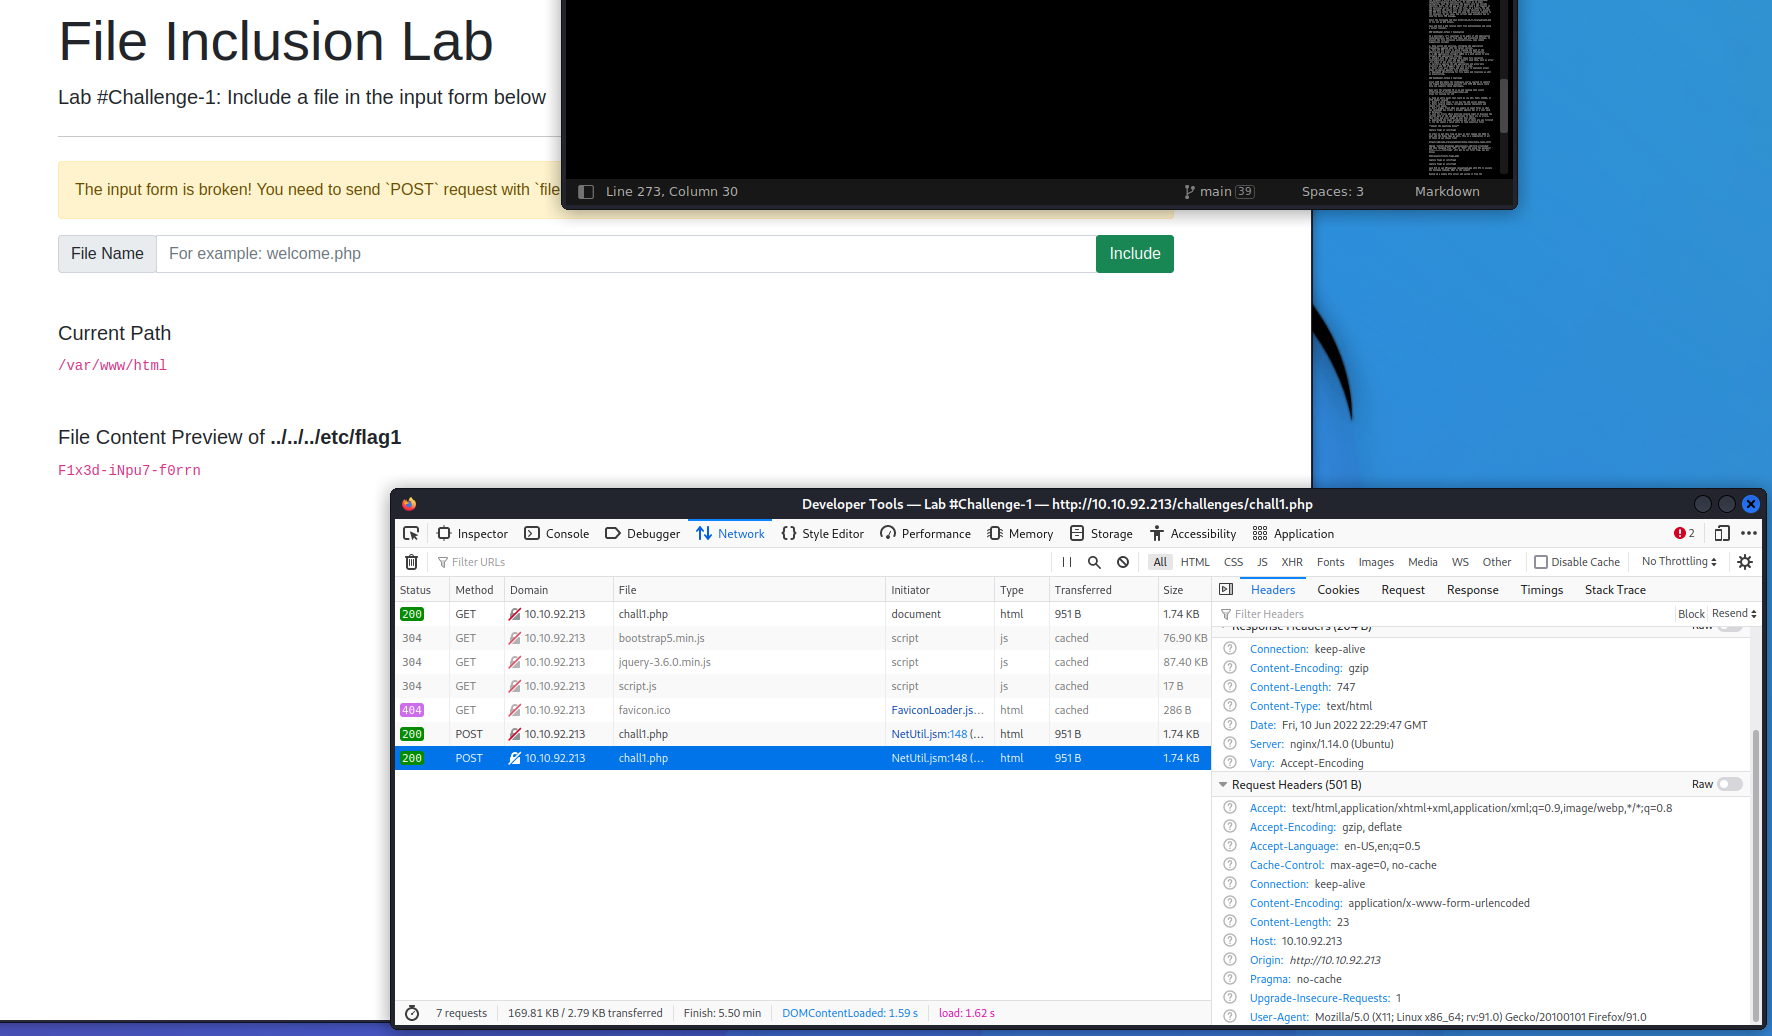 File Inclusion Lab
Lab #Challenge-1: Include a file in the input form below
The input form is broken! You need to send `POST` request with `file
File Name
For example: welcome.php
Include
Current Path
/var/www/html
File Content Preview of ../../../etc/flag1
F1x3d-iNpu7-f0rrn
Line 273, Column 30
main 39
Spaces: 3
Markdown
Developer Tools — Lab #Challenge-1 — http://10.10.92.213/challenges/chall1.php
Inspector Console Debugger Network Style Editor Performance Memory Storage Accessibility Application 2
Filter URLs
All HTML CSS JS XHR Fonts Images Media WS Other Disable Cache No Throttling
Status Method Domain File Initiator Type Transferred Size
200 GET 10.10.92.213 chall1.php document html 951 B 1.74 KB
304 GET 10.10.92.213 bootstrap5.min.js script js cached 76.90 KB
304 GET 10.10.92.213 jquery-3.6.0.min.js script js cached 87.40 KB
304 GET 10.10.92.213 script.js script js cached 17 B
404 GET 10.10.92.213 favicon.ico FaviconLoader.js... html cached 286 B
200 POST 10.10.92.213 chall1.php NetUtil.jsm:148 (... html 951 B 1.74 KB
200 POST 10.10.92.213 chall1.php NetUtil.jsm:148 (... html 951 B 1.74 KB
7 requests 169.81 KB / 2.79 KB transferred Finish: 5.50 min DOMContentLoaded: 1.59 s load: 1.62 s
Headers Cookies Request Response Timings Stack Trace
Filter Headers Block Resend
Response Headers (204 B) Raw
Connection: keep-alive
Content-Encoding: gzip
Content-Length: 747
Content-Type: text/html
Date: Fri, 10 Jun 2022 22:29:47 GMT
Server: nginx/1.14.0 (Ubuntu)
Vary: Accept-Encoding
Request Headers (501 B) Raw
Accept: text/html,application/xhtml+xml,application/xml;q=0.9,image/webp,*/*;q=0.8
Accept-Encoding: gzip, deflate
Accept-Language: en-US,en;q=0.5
Cache-Control: max-age=0, no-cache
Connection: keep-alive
Content-Encoding: application/x-www-form-urlencoded
Content-Length: 23
Host: 10.10.92.213
Origin: http://10.10.92.213
Pragma: no-cache
Upgrade-Insecure-Requests: 1
User-Agent: Mozilla/5.0 (X11; Linux x86_64; rv:91.0) Gecko/20100101 Firefox/91.0